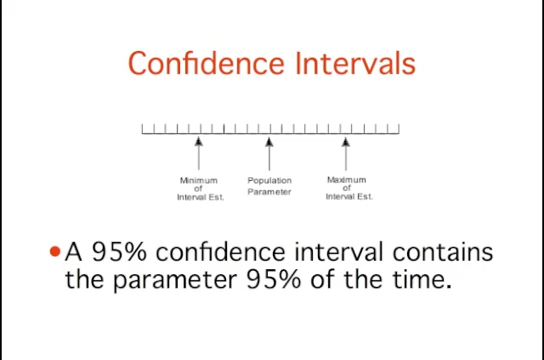 Confidence Intervals
Minimum
of
Interval Est.
Population
Parameter
Maximum
of
Interval Est.
•A 95% confidence interval contains
the parameter 95% of the time.